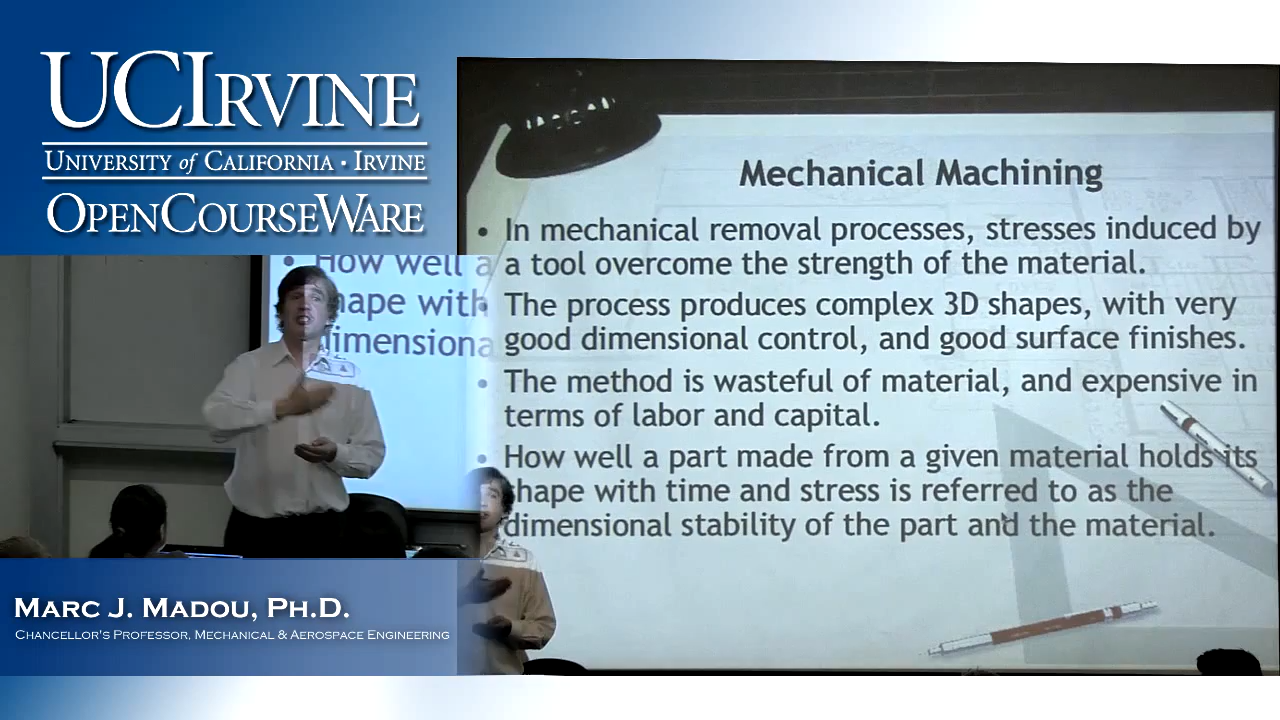 UCIRVINE
UNIVERSITY of CALIFORNIA · IRVINE
OPENCOURSEWARE
How well a
shape with
dimensiona
MARC J. MADOU, PH.D.
CHANCELLOR'S PROFESSOR, MECHANICAL & AEROSPACE ENGINEERING
Mechanical Machining
• In mechanical removal processes, stresses induced by
a tool overcome the strength of the material.
• The process produces complex 3D shapes, with very
good dimensional control, and good surface finishes.
• The method is wasteful of material, and expensive in
terms of labor and capital.
• How well a part made from a given material holds its
shape with time and stress is referred to as the
dimensional stability of the part and the material.